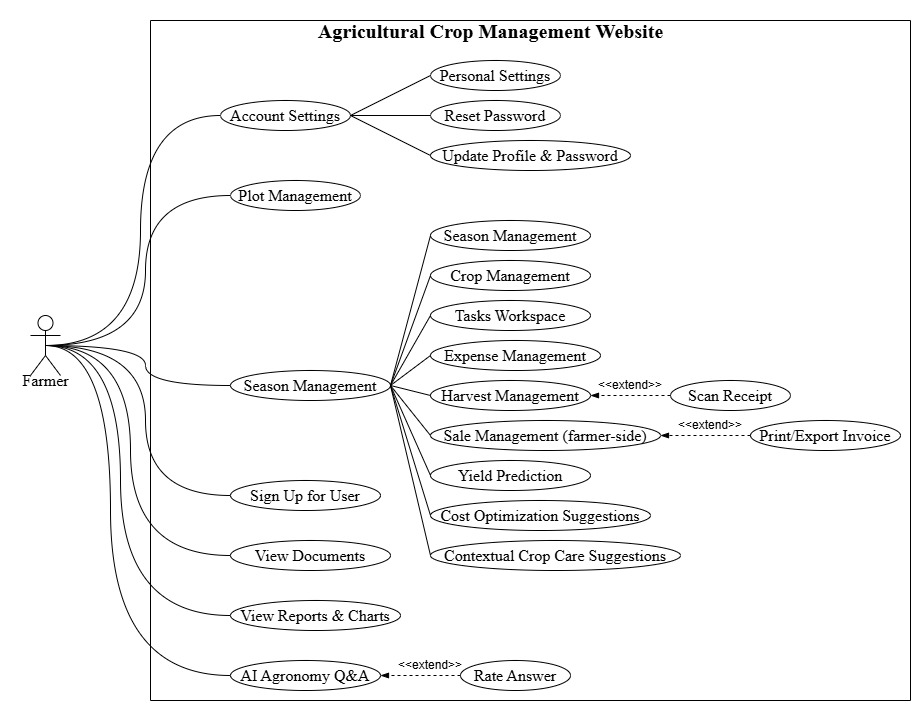 Agricultural Crop Management Website
Personal Settings
Account Settings
Reset Password
Update Profile & Password
Plot Management
Season Management
Crop Management
Tasks Workspace
Expense Management
Farmer
Season Management
<<extend>>
Harvest Management
Scan Receipt
<<extend>>
Sale Management (farmer-side)
Print/Export Invoice
Yield Prediction
Sign Up for User
Cost Optimization Suggestions
View Documents
Contextual Crop Care Suggestions
View Reports & Charts
<<extend>>
AI Agronomy Q&A
Rate Answer